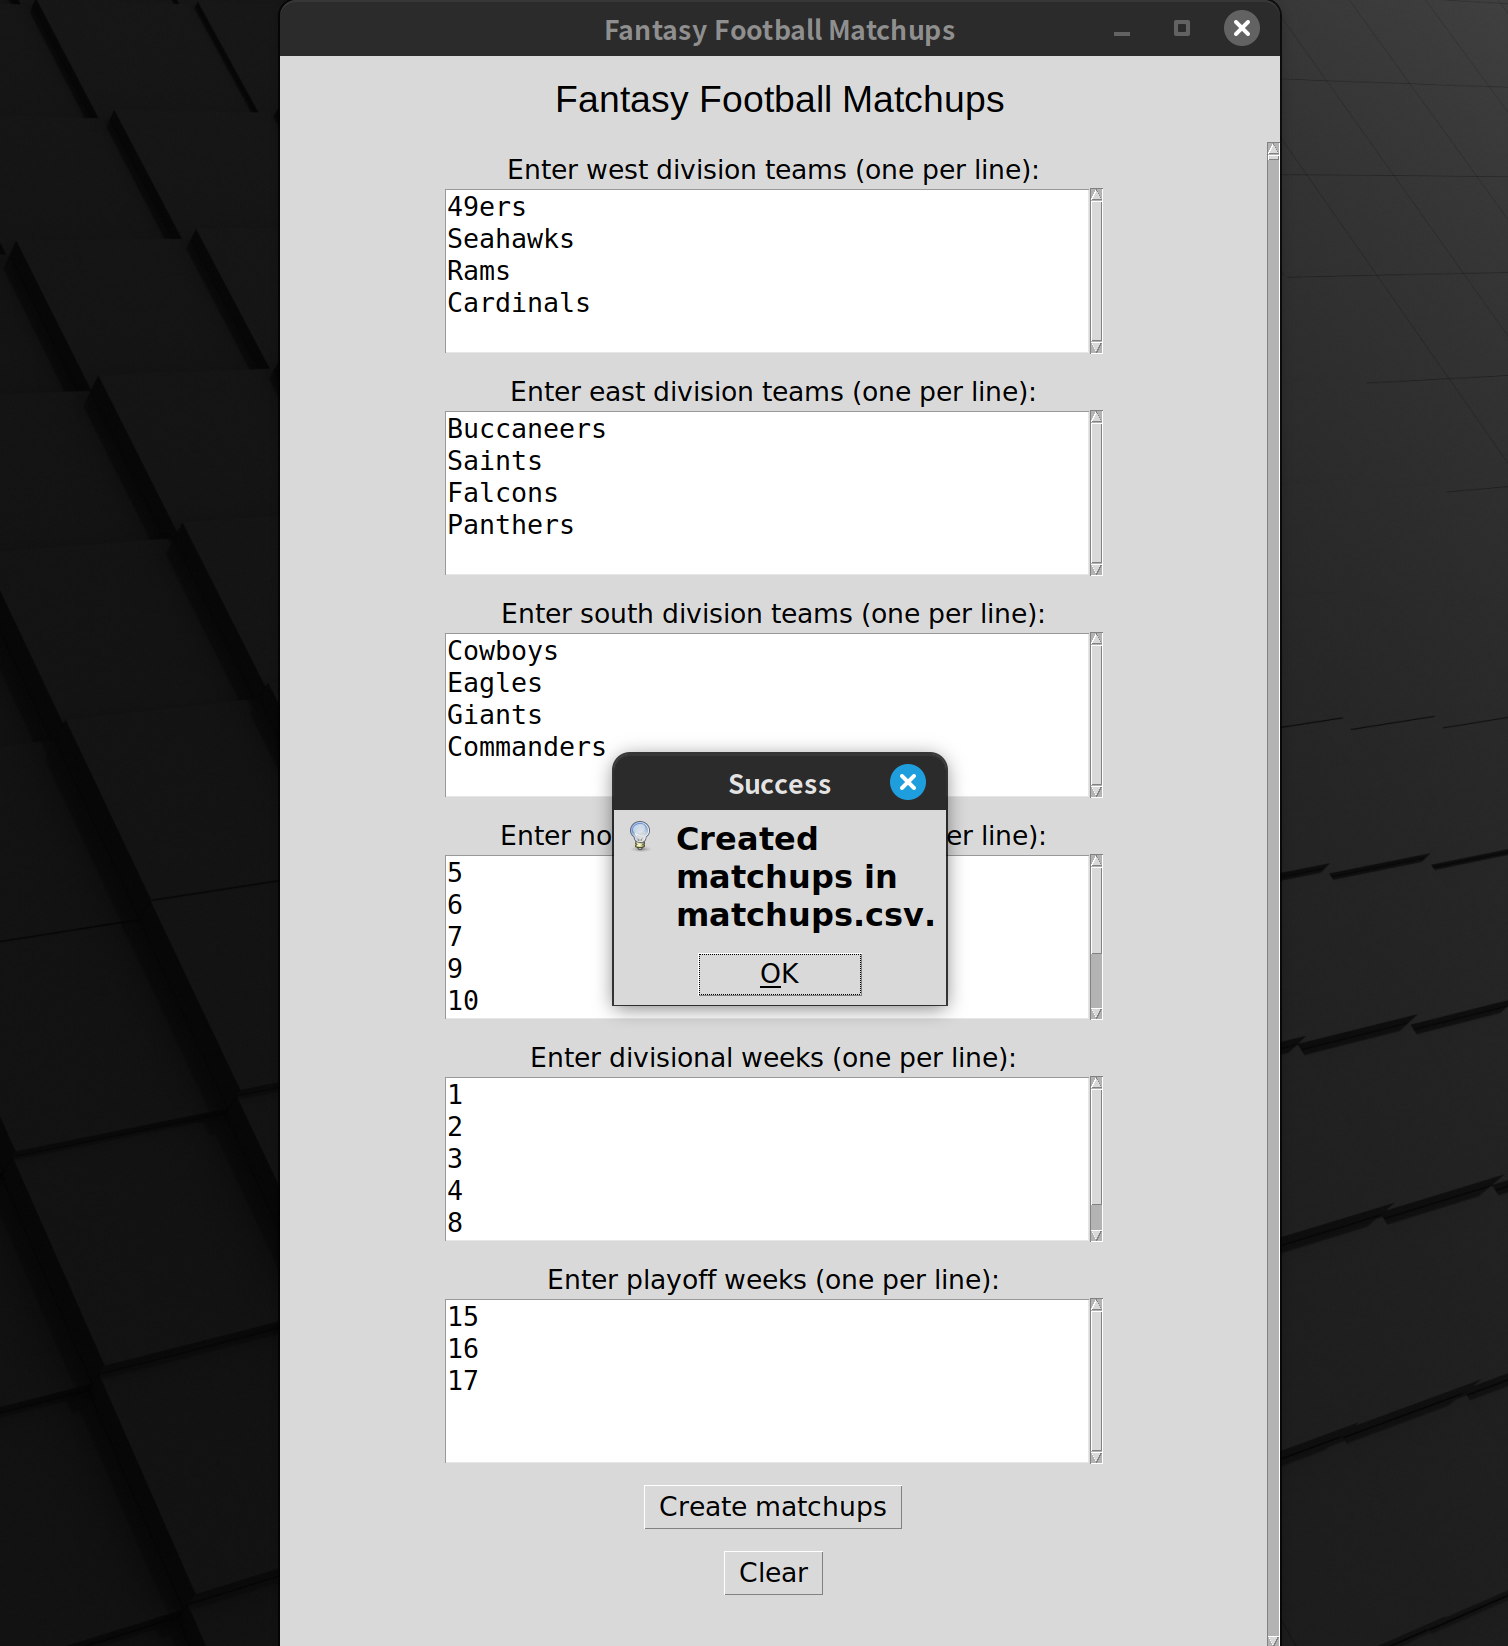 Fantasy Football Matchups
Fantasy Football Matchups
Enter west division teams (one per line):
49ers
Seahawks
Rams
Cardinals
Enter east division teams (one per line):
Buccaneers
Saints
Falcons
Panthers
Enter south division teams (one per line):
Cowboys
Eagles
Giants
Commanders
Success
Created
matchups in
matchups.csv.
OK
Enter no er line):
5
6
7
9
10
Enter divisional weeks (one per line):
1
2
3
4
8
Enter playoff weeks (one per line):
15
16
17
Create matchups
Clear